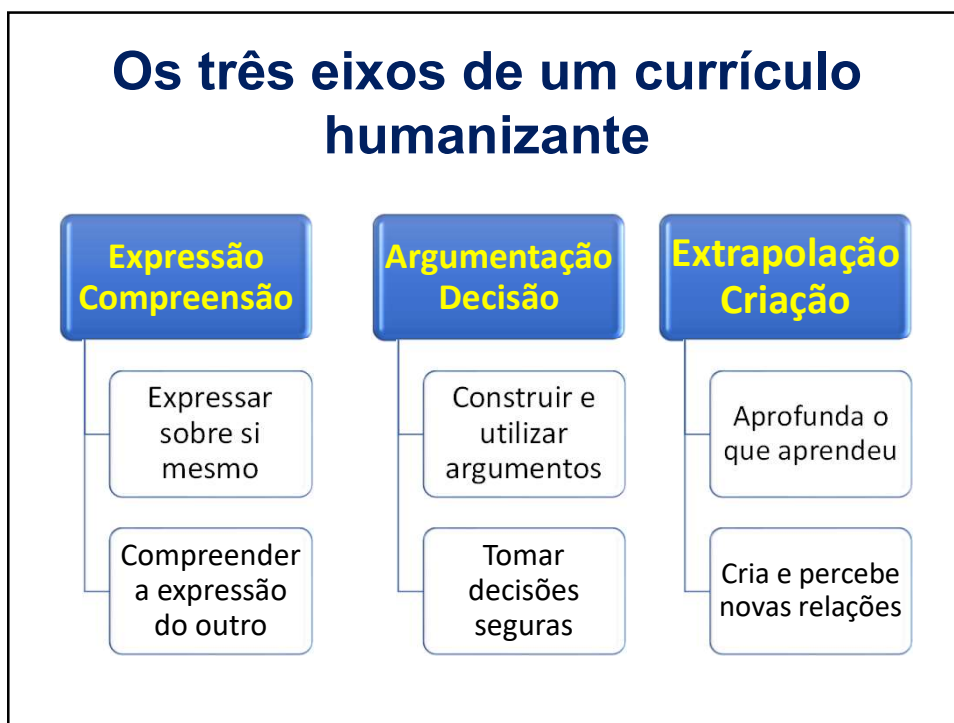 Os três eixos de um currículo
humanizante
Expressão
Compreensão
Expressar
sobre si
mesmo
Compreender
a expressão
do outro
Argumentação
Decisão
Construir e
utilizar
argumentos
Tomar
decisões
seguras
Extrapolação
Criação
Aprofunda o
que aprendeu
Cria e percebe
novas relações